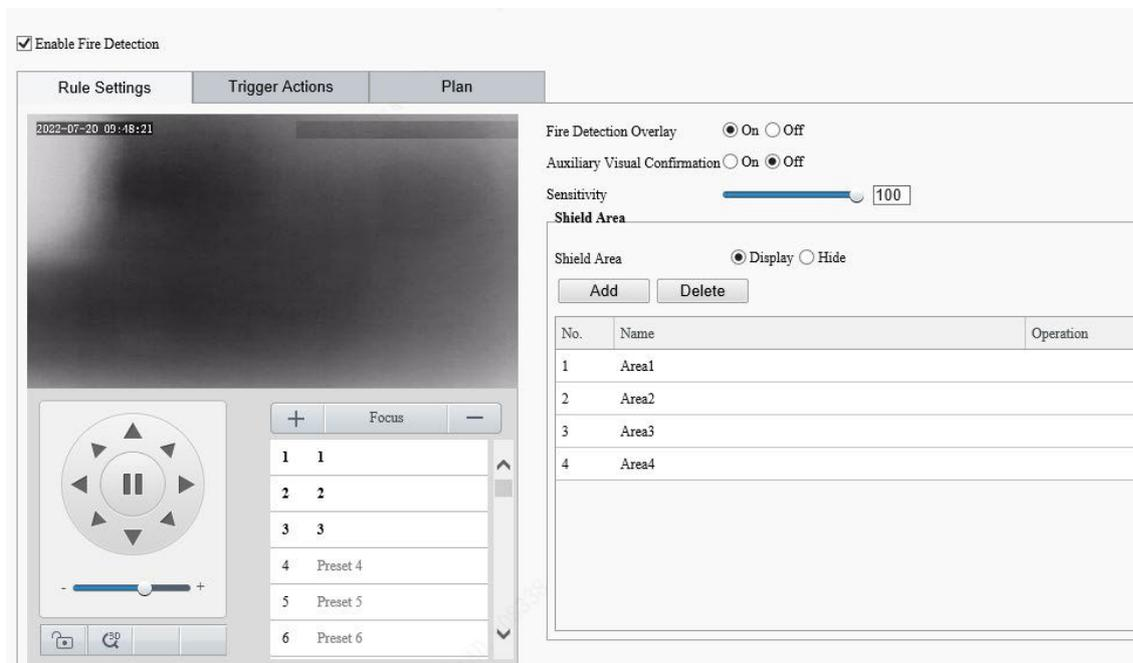 Enable Fire Detection
Rule Settings Trigger Actions Plan
2022-07-20 09:48:21
Fire Detection Overlay On Off
Auxiliary Visual Confirmation On Off
Sensitivity 100
Shield Area
Shield Area Display Hide
Add Delete
No. Name Operation
1 Area1
2 Area2
3 Area3
4 Area4
+ Focus −
1 1
2 2
3 3
4 Preset 4
5 Preset 5
6 Preset 6
- +
3D